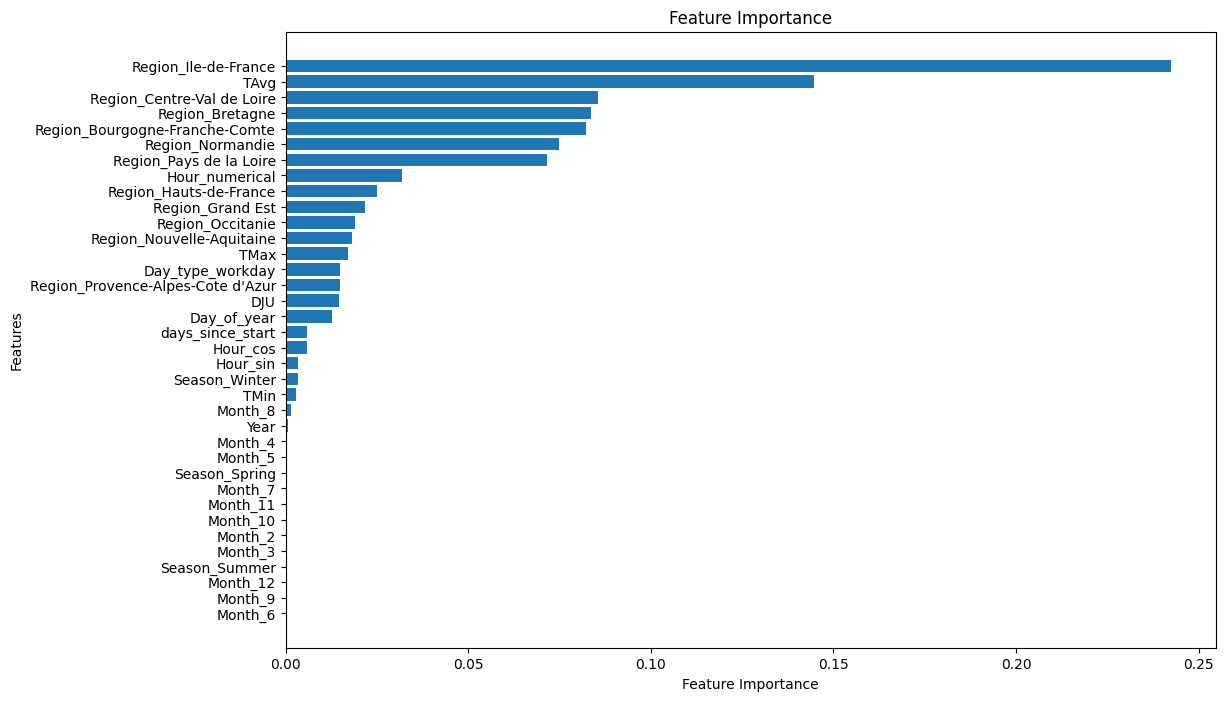 Feature Importance
Features
Region_Ile-de-France
TAvg
Region_Centre-Val de Loire
Region_Bretagne
Region_Bourgogne-Franche-Comte
Region_Normandie
Region_Pays de la Loire
Hour_numerical
Region_Hauts-de-France
Region_Grand Est
Region_Occitanie
Region_Nouvelle-Aquitaine
TMax
Day_type_workday
Region_Provence-Alpes-Cote d'Azur
DJU
Day_of_year
days_since_start
Hour_cos
Hour_sin
Season_Winter
TMin
Month_8
Year
Month_4
Month_5
Season_Spring
Month_7
Month_11
Month_10
Month_2
Month_3
Season_Summer
Month_12
Month_9
Month_6
0.00 0.05 0.10 0.15 0.20 0.25
Feature Importance